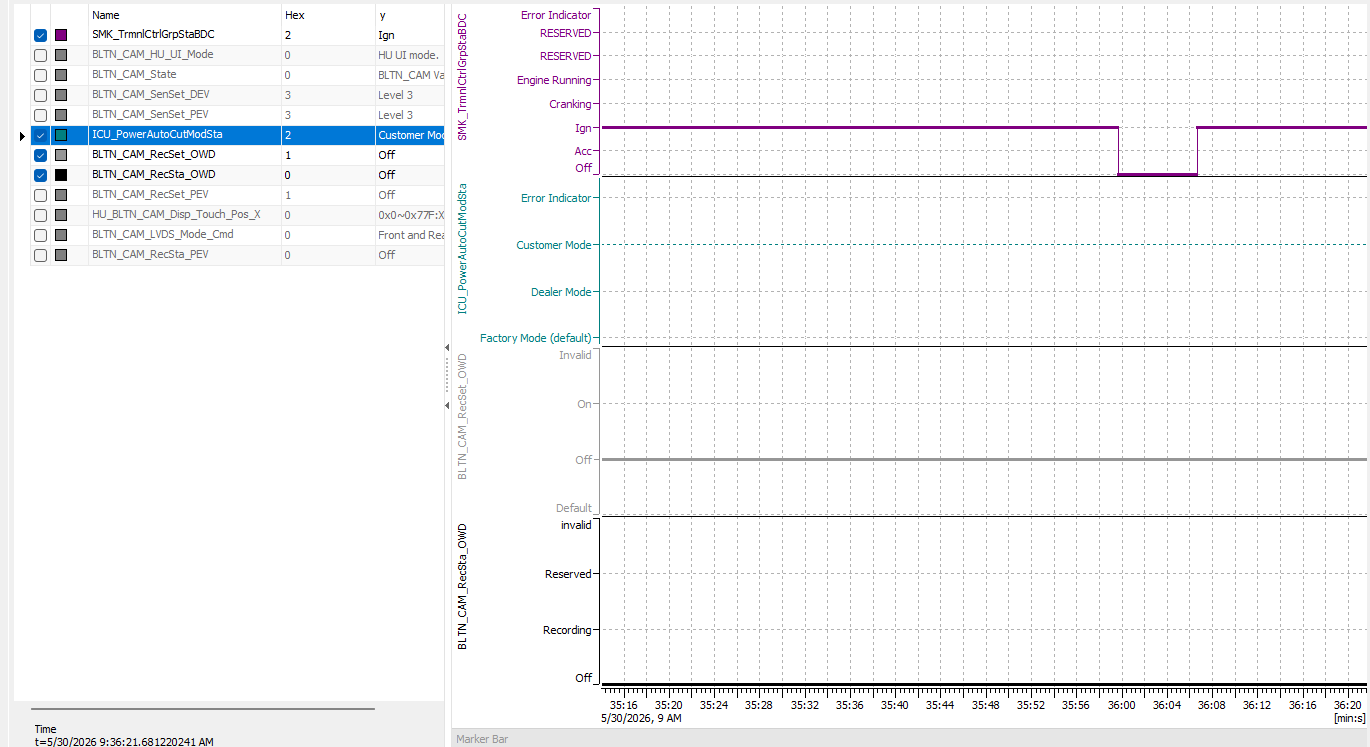 Name Hex y
SMK_TrmnlCtrlGrpStaBDC 2 Ign
BLTN_CAM_HU_UI_Mode 0 HU UI mode.
BLTN_CAM_State 0 BLTN_CAM Va
BLTN_CAM_SenSet_DEV 3 Level 3
BLTN_CAM_SenSet_PEV 3 Level 3
ICU_PowerAutoCutModSta 2 Customer Mod
BLTN_CAM_RecSet_OWD 1 Off
BLTN_CAM_RecSta_OWD 0 Off
BLTN_CAM_RecSet_PEV 1 Off
HU_BLTN_CAM_Disp_Touch_Pos_X 0 0x0~0x77F:X
BLTN_CAM_LVDS_Mode_Cmd 0 Front and Rea
BLTN_CAM_RecSta_PEV 0 Off
Time
t=5/30/2026 9:36:21.681220241 AM
SMK_TrmnlCtrlGrpStaBDC
Error Indicator
RESERVED
RESERVED
Engine Running
Cranking
Ign
Acc
Off
ICU_PowerAutoCutModSta
Error Indicator
Customer Mode
Dealer Mode
Factory Mode (default)
BLTN_CAM_RecSet_OWD
Invalid
On
Off
Default
BLTN_CAM_RecSta_OWD
invalid
Reserved
Recording
Off
35:16 35:20 35:24 35:28 35:32 35:36 35:40 35:44 35:48 35:52 35:56 36:00 36:04 36:08 36:12 36:16 36:20
5/30/2026, 9 AM [min:s]
Marker Bar